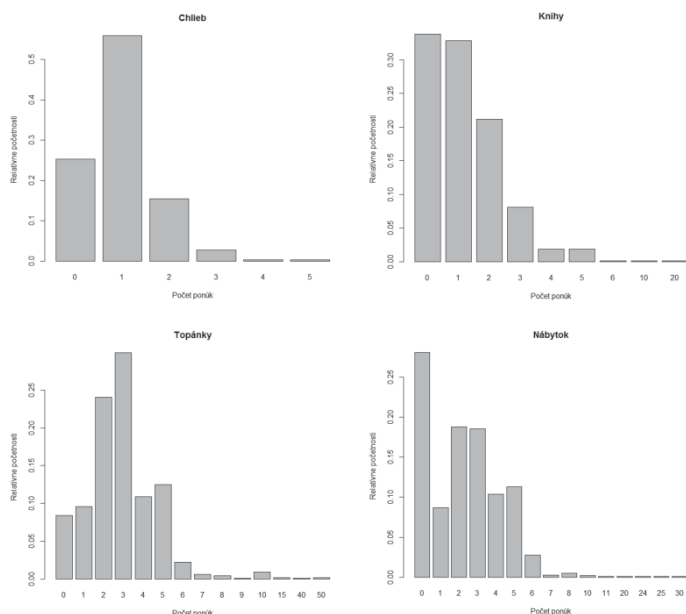 Chlieb
Relatívne početnosti
0.0 0.1 0.2 0.3 0.4 0.5
0 1 2 3 4 5
Počet ponúk
Knihy
Relatívne početnosti
0.00 0.05 0.10 0.15 0.20 0.25 0.30
0 1 2 3 4 5 6 10 20
Počet ponúk
Topánky
Relatívne početnosti
0.00 0.05 0.10 0.15 0.20 0.25
0 1 2 3 4 5 6 7 8 9 10 15 40 50
Počet ponúk
Nábytok
Relatívne početnosti
0.00 0.05 0.10 0.15 0.20 0.25
0 1 2 3 4 5 6 7 8 10 11 20 24 25 30
Počet ponúk